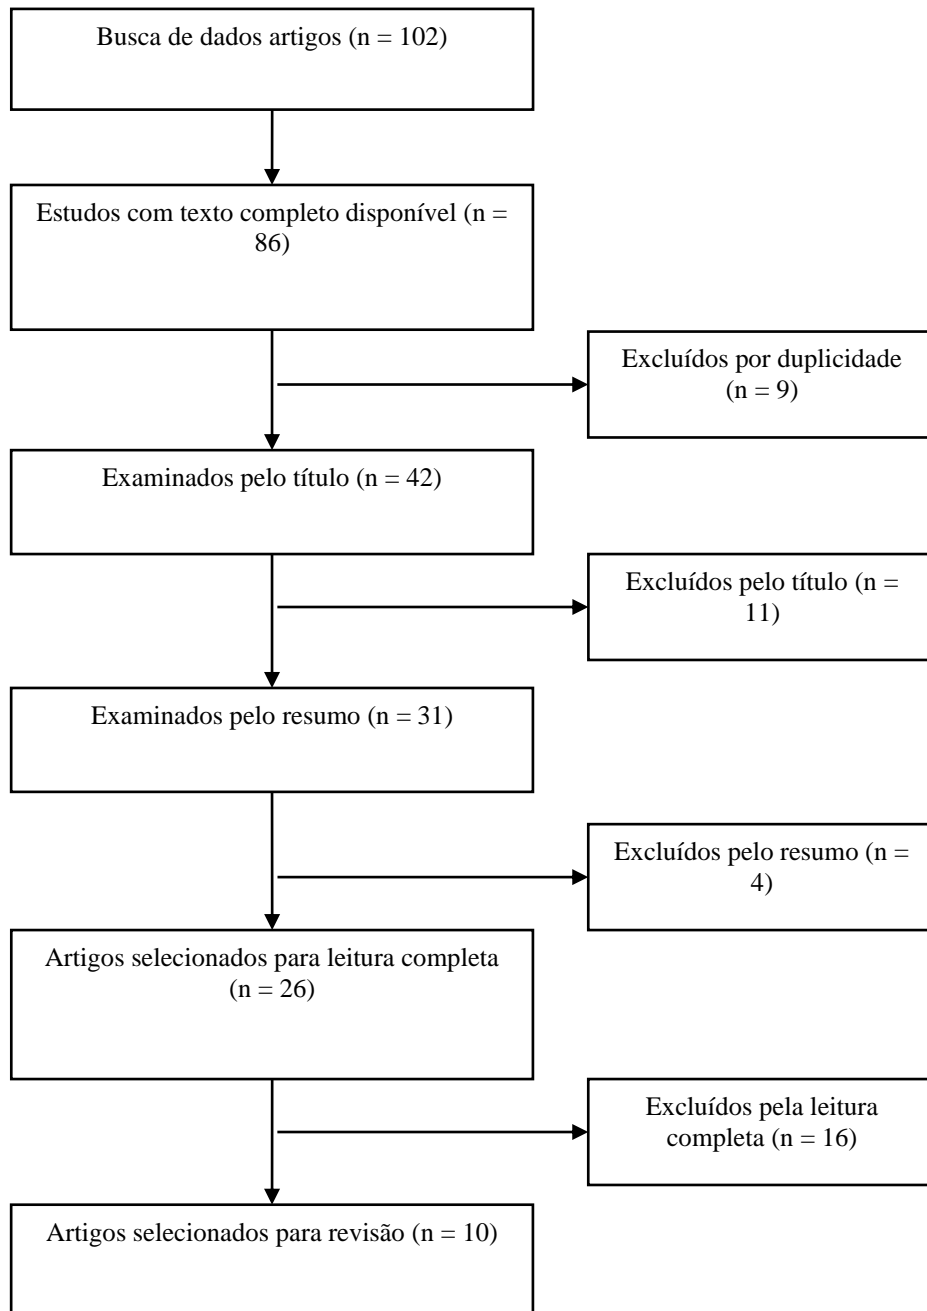 Busca de dados artigos (n = 102)
Estudos com texto completo disponível (n =
86)
Excluídos por duplicidade
(n = 9)
Examinados pelo título (n = 42)
Excluídos pelo título (n =
11)
Examinados pelo resumo (n = 31)
Excluídos pelo resumo (n =
4)
Artigos selecionados para leitura completa
(n = 26)
Excluídos pela leitura
completa (n = 16)
Artigos selecionados para revisão (n = 10)